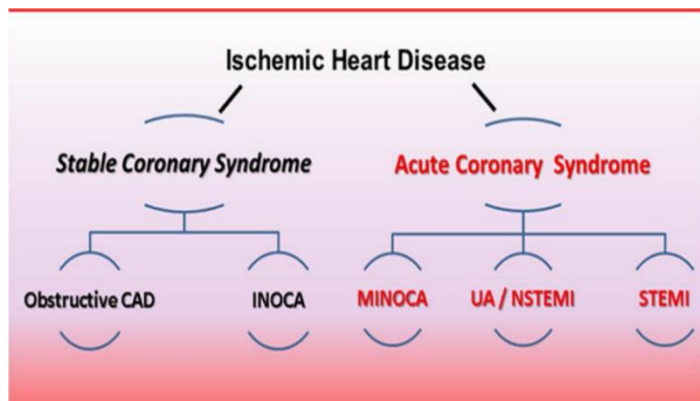 Ischemic Heart Disease
Stable Coronary Syndrome
Acute Coronary Syndrome
Obstructive CAD
INOCA
MINOCA
UA / NSTEMI
STEMI